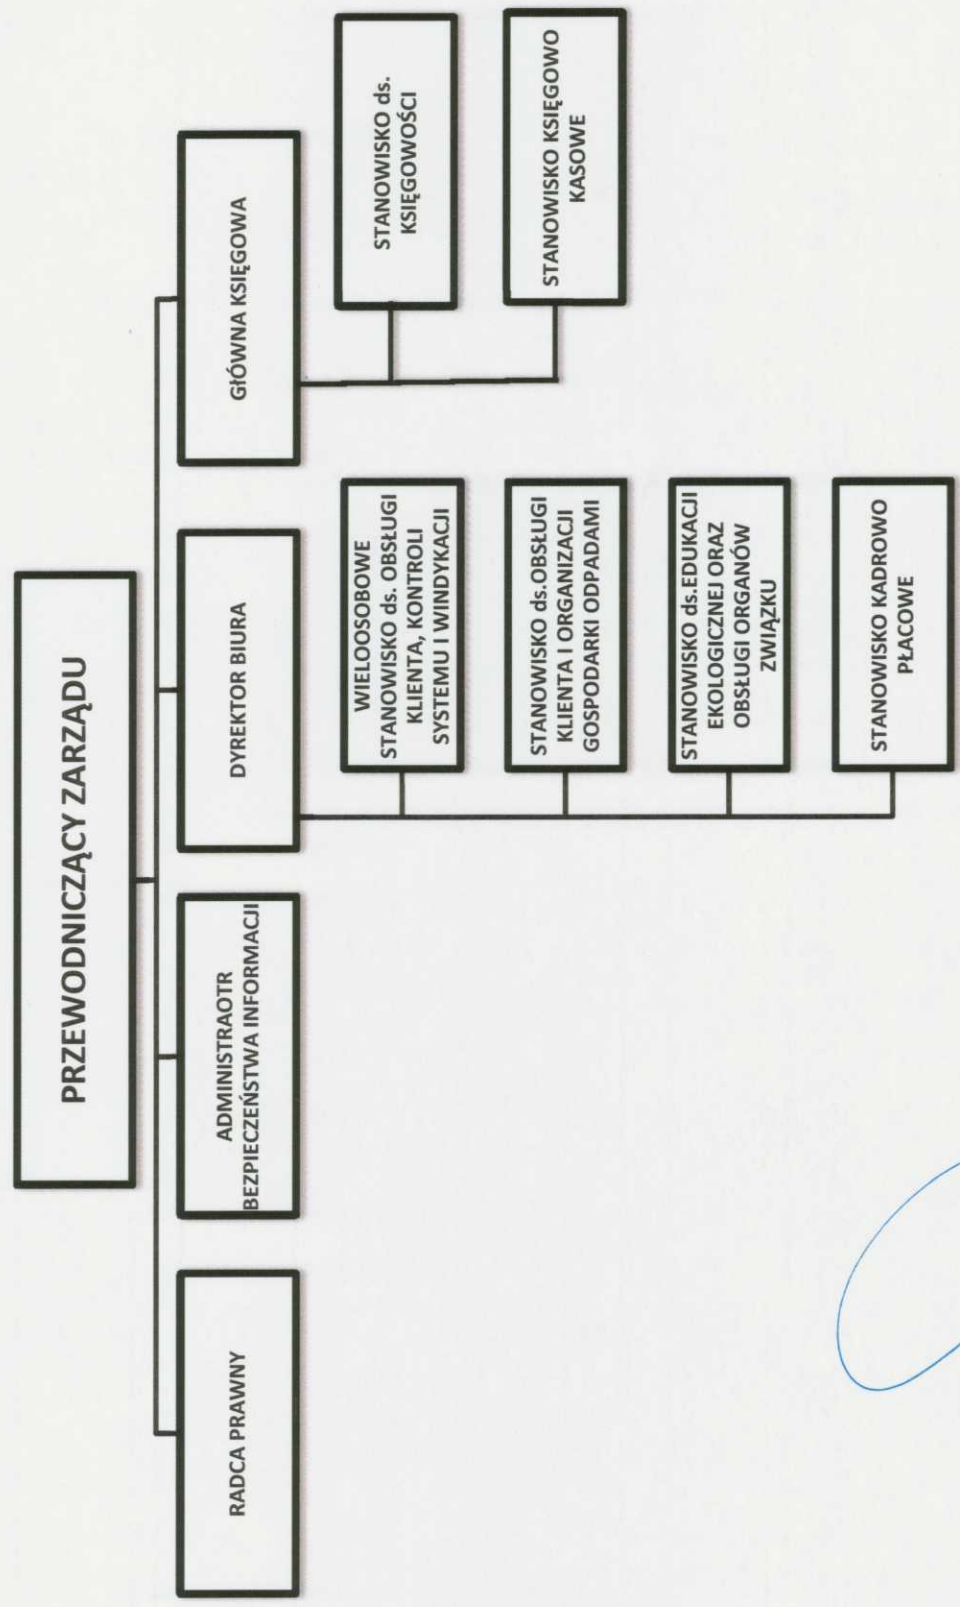 PRZEWODNICZĄCY ZARZĄDU
RADCA PRAWNY
ADMINISTRAOTR
BEZPIECZEŃSTWA INFORMACJI
DYREKTOR BIURA
GŁÓWNA KSIĘGOWA
WIELOOSOBOWE
STANOWISKO ds. OBSŁUGI
KLIENTA, KONTROLI
SYSTEMU I WINDYKACJI
STANOWISKO ds.OBSŁUGI
KLIENTA I ORGANIZACJI
GOSPODARKI ODPADAMI
STANOWISKO ds.EDUKACJI
EKOLOGICZNEJ ORAZ
OBSŁUGI ORGANÓW
ZWIĄZKU
STANOWISKO KADROWO
PŁACOWE
STANOWISKO ds.
KSIĘGOWOŚCI
STANOWISKO KSIĘGOWO
KASOWE